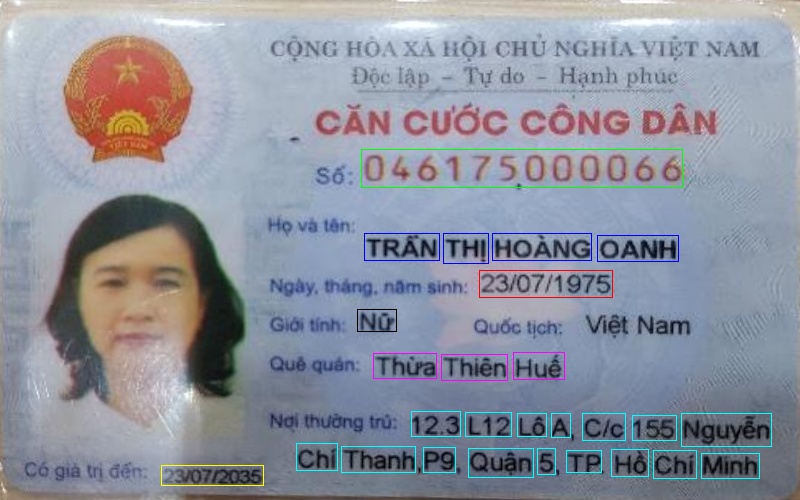 CỘNG HÒA XÃ HỘI CHỦ NGHĨA VIỆT NAM
Độc lập - Tự do - Hạnh phúc
CĂN CƯỚC CÔNG DÂN
VIỆT NAM
Số: 046175000066
Họ và tên:
TRẦN THỊ HOÀNG OANH
Ngày, tháng, năm sinh: 23/07/1975
Giới tính: Nữ Quốc tịch: Việt Nam
Quê quán: Thừa Thiên Huế
Nơi thường trú: 12.3 L12 Lô A, C/c 155 Nguyễn
Chí Thanh,P9, Quận 5, TP. Hồ Chí Minh
Có giá trị đến: 23/07/2035